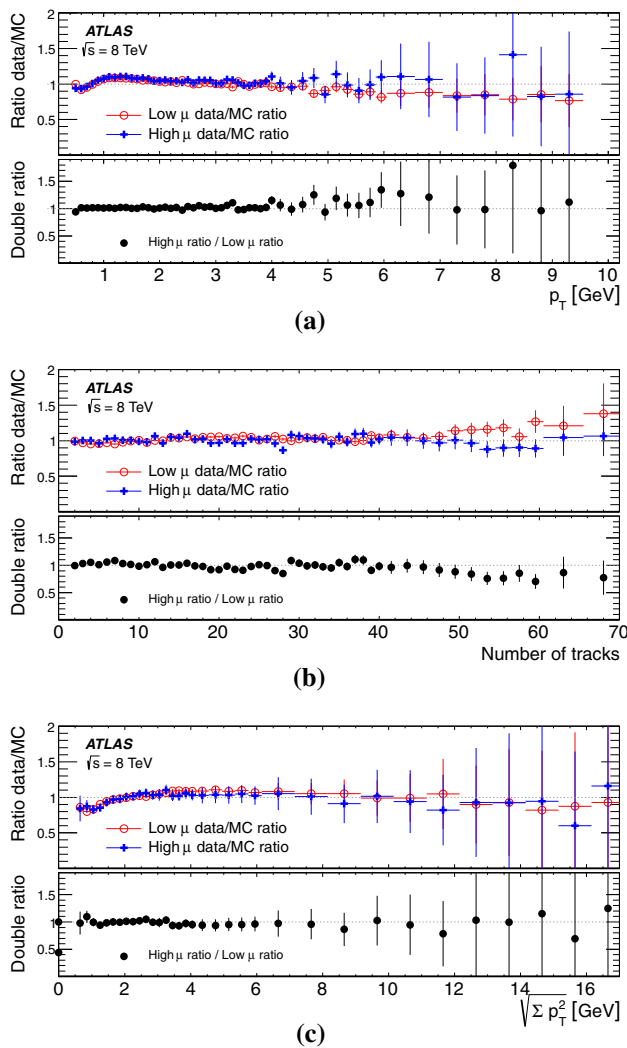 Ratio data/MC
2
1.5
1
0.5
ATLAS
√s = 8 TeV
Low μ data/MC ratio
High μ data/MC ratio
Double ratio
1.5
1
0.5
High μ ratio / Low μ ratio
1 2 3 4 5 6 7 8 9 10
p_T [GeV]
(a)
Ratio data/MC
2
1.5
1
0.5
ATLAS
√s = 8 TeV
Low μ data/MC ratio
High μ data/MC ratio
Double ratio
1.5
1
0.5
High μ ratio / Low μ ratio
0 10 20 30 40 50 60 70
Number of tracks
(b)
Ratio data/MC
2
1.5
1
0.5
ATLAS
√s = 8 TeV
Low μ data/MC ratio
High μ data/MC ratio
Double ratio
1.5
1
0.5
High μ ratio / Low μ ratio
0 2 4 6 8 10 12 14 16
√Σ p_T^2 [GeV]
(c)